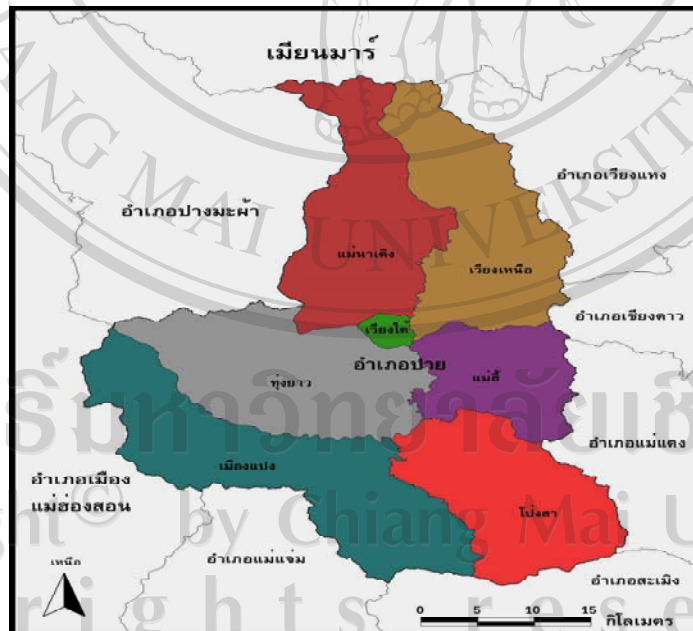 เมียนมาร์
อำเภอเวียงแหง
อำเภอปางมะผ้า
แม่นาเติง
เวียงเหนือ
อำเภอเชียงดาว
เวียงใต้
อำเภอปาย
ทุ่งยาว
แม่ฮี้
อำเภอแม่แตง
เมืองแปง
อำเภอเมือง
แม่ฮ่องสอน
โป่งสา
อำเภอแม่แจ่ม
อำเภอสะเมิง
เหนือ
0 5 10 15
กิโลเมตร
ANG MAI UNIVERSITY
by Chiang Mai U
rights rese